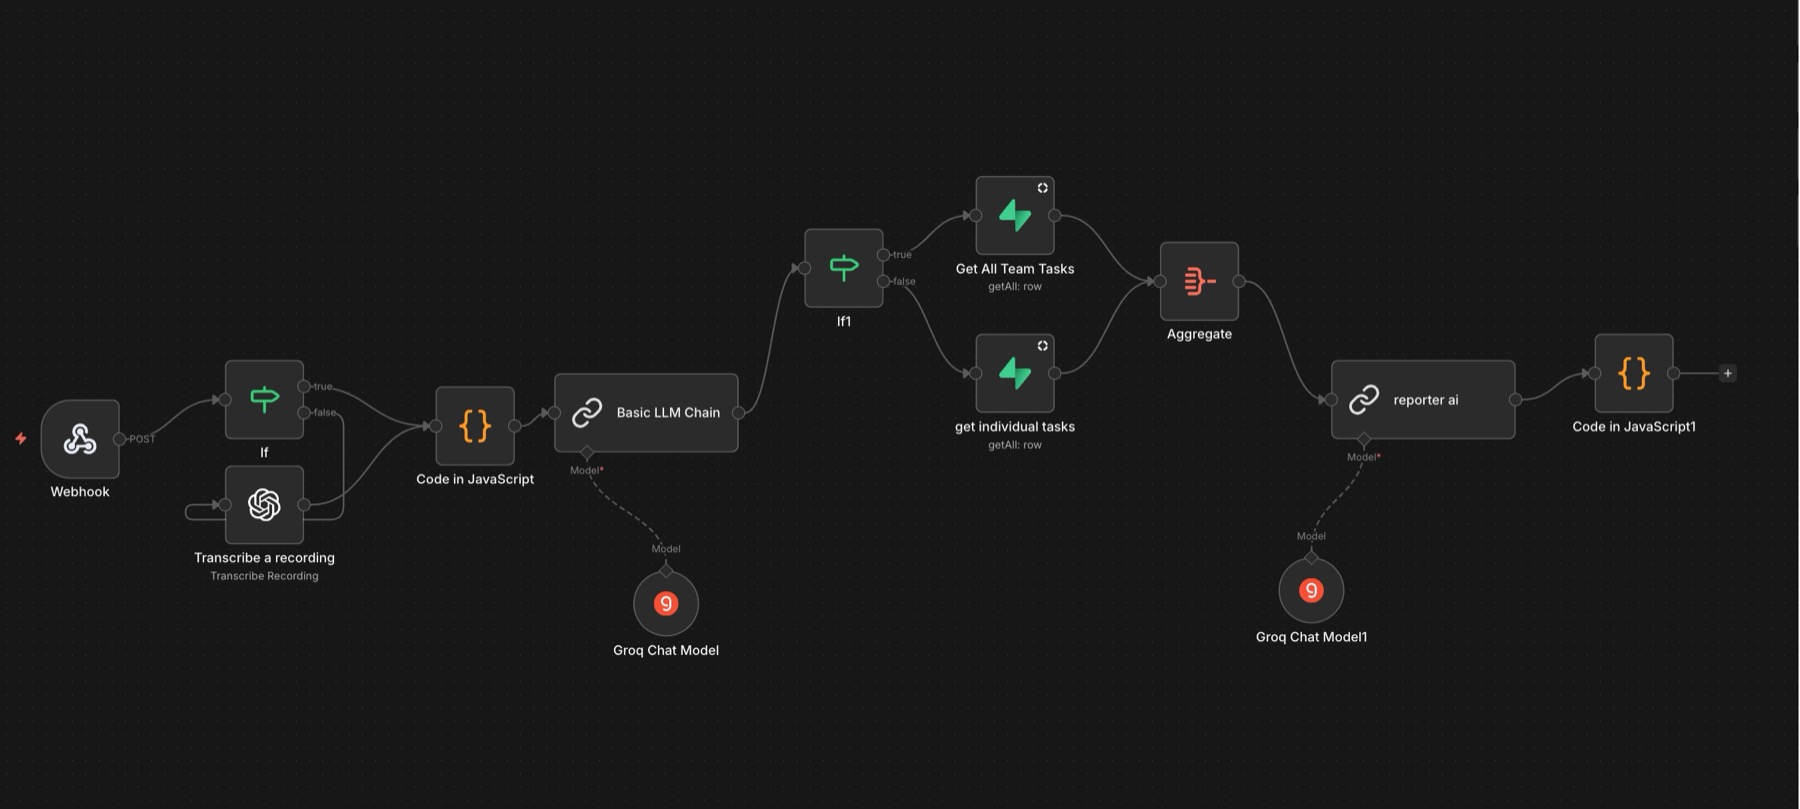 POST
Webhook
true
false
If
Transcribe a recording
Transcribe Recording
Code in JavaScript
Basic LLM Chain
Model*
Model
Groq Chat Model
true
false
If1
Get All Team Tasks
getAll: row
get individual tasks
getAll: row
Aggregate
reporter ai
Model*
Model
Groq Chat Model1
Code in JavaScript1